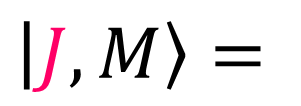 |J, M⟩ =